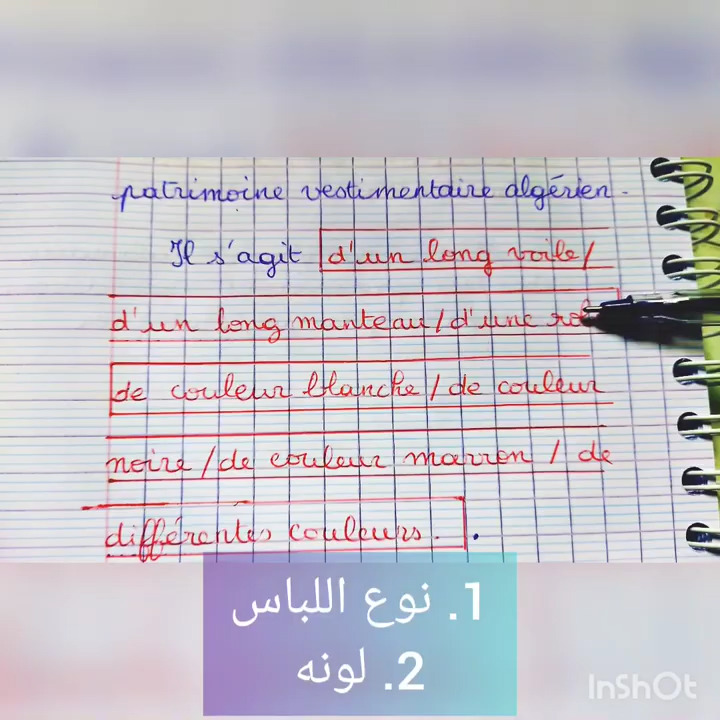 patrimoine vestimentaire algérien.
Il s'agit d'un long voile/
d'un long manteau/d'une
de couleur blanche/de couleur
noire/de couleur marron/de
différentes couleurs.
1. نوع اللباس
2. لونه
InShOt